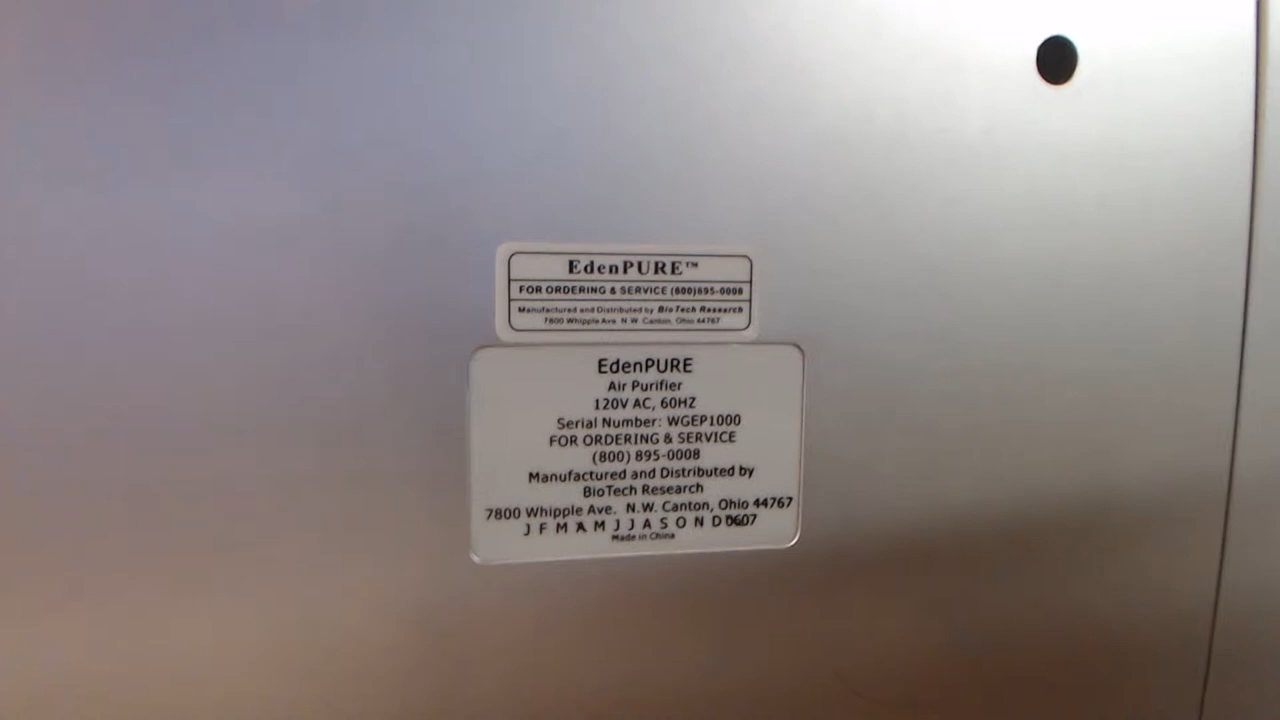 EdenPURE™
FOR ORDERING & SERVICE (800)895-0008
Manufactured and Distributed by BioTech Research
7800 Whipple Ave. N.W. Canton, Ohio 44767
EdenPURE
Air Purifier
120V AC, 60HZ
Serial Number: WGEP1000
FOR ORDERING & SERVICE
(800) 895-0008
Manufactured and Distributed by
BioTech Research
7800 Whipple Ave. N.W. Canton, Ohio 44767
J F M A M J J A S O N D 0607
Made in China